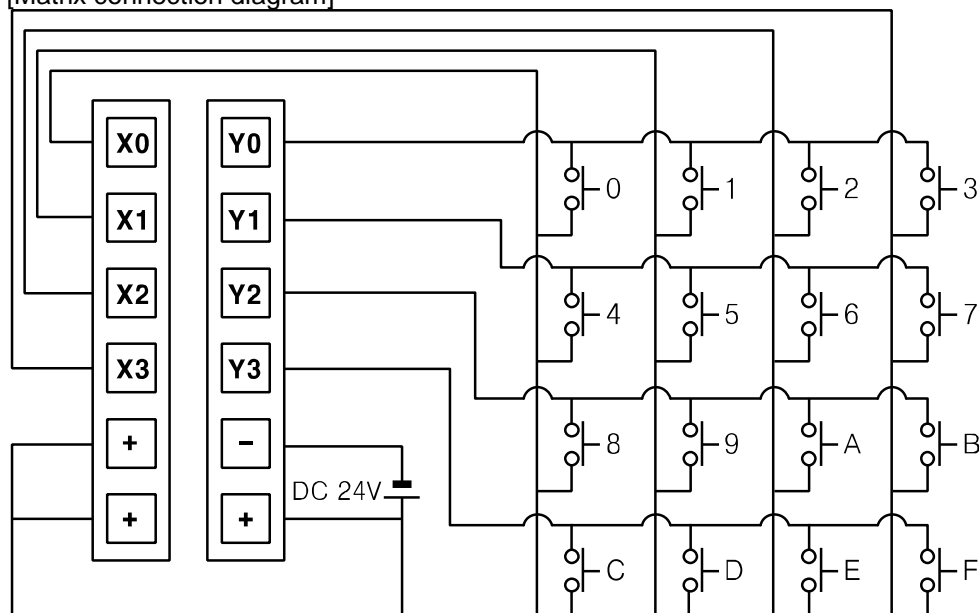 [Matrix connection diagram]
X0 Y0
0 1 2 3
X1 Y1
X2 Y2
4 5 6 7
X3 Y3
+ -
8 9 A B
DC 24V
+ +
C D E F